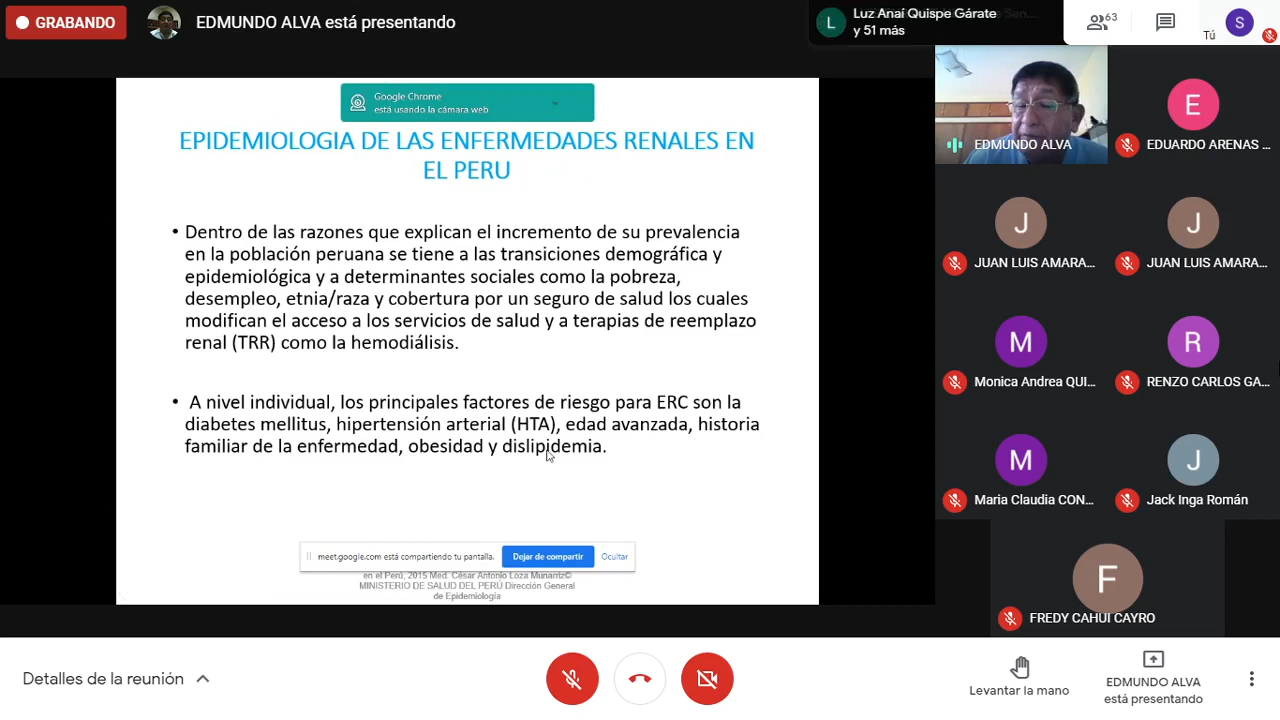 GRABANDO
EDMUNDO ALVA está presentando
L
Luz Anaí Quispe Gárate
y 51 más
63
Tú
S
Google Chrome
está usando la cámara web
EPIDEMIOLOGIA DE LAS ENFERMEDADES RENALES EN
EL PERU
• Dentro de las razones que explican el incremento de su prevalencia
en la población peruana se tiene a las transiciones demográfica y
epidemiológica y a determinantes sociales como la pobreza,
desempleo, etnia/raza y cobertura por un seguro de salud los cuales
modifican el acceso a los servicios de salud y a terapias de reemplazo
renal (TRR) como la hemodiálisis.
• A nivel individual, los principales factores de riesgo para ERC son la
diabetes mellitus, hipertensión arterial (HTA), edad avanzada, historia
familiar de la enfermedad, obesidad y dislipidemia.
meet.google.com está compartiendo tu pantalla.
Dejar de compartir
Ocultar
en el Perú, 2015 Med. César Antonio Loza Munarriz©
MINISTERIO DE SALUD DEL PERÚ Dirección General
de Epidemiología
EDMUNDO ALVA
E
EDUARDO ARENAS ...
J
JUAN LUIS AMARA...
J
JUAN LUIS AMARA...
M
Monica Andrea QUI...
R
RENZO CARLOS GA...
M
Maria Claudia CON...
J
Jack Inga Román
F
FREDY CAHUI CAYRO
Detalles de la reunión
Levantar la mano
EDMUNDO ALVA
está presentando